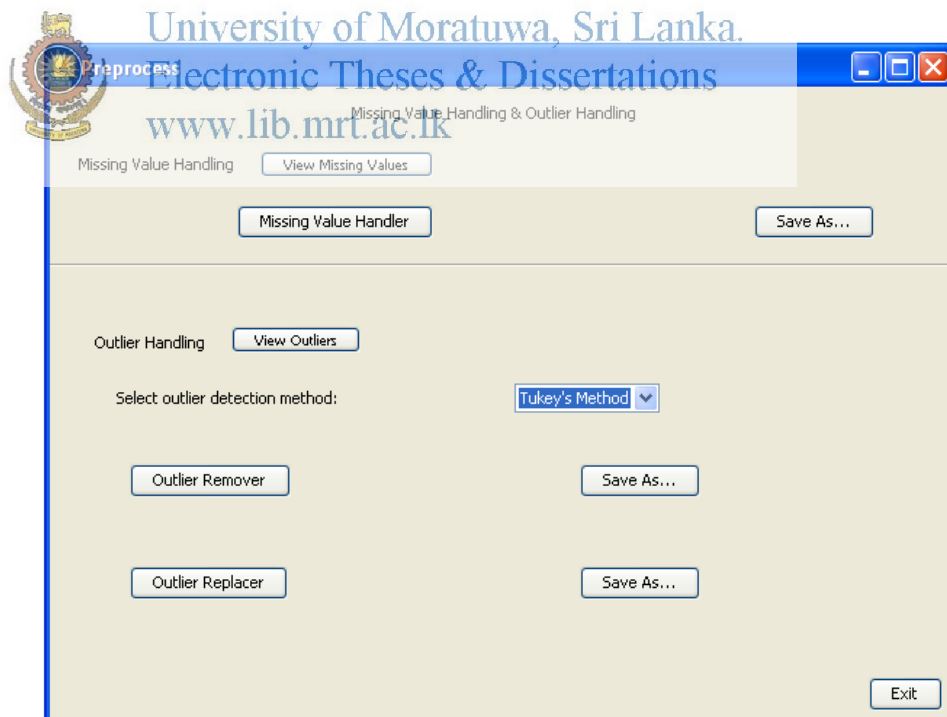 University of Moratuwa, Sri Lanka.
Preprocess
Electronic Theses & Dissertations
Missing Value Handling & Outlier Handling
www.lib.mrt.ac.lk
Missing Value Handling View Missing Values
Missing Value Handler Save As...
Outlier Handling View Outliers
Select outlier detection method: Tukey's Method
Outlier Remover Save As...
Outlier Replacer Save As...
Exit